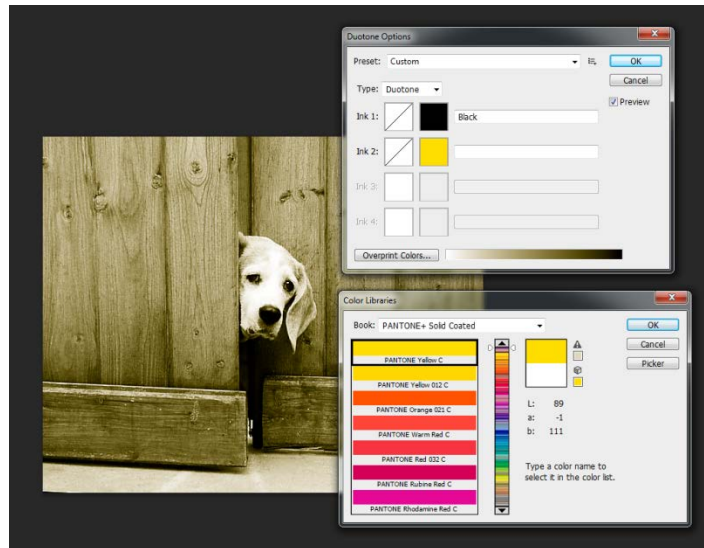 Duotone Options
Preset: Custom
OK
Cancel
Type: Duotone
Preview
Ink 1: Black
Ink 2:
Ink 3:
Ink 4:
Overprint Colors...
Color Libraries
Book: PANTONE+ Solid Coated
OK
Cancel
Picker
PANTONE Yellow C
PANTONE Yellow 012 C
PANTONE Orange 021 C
PANTONE Warm Red C
PANTONE Red 032 C
PANTONE Rubine Red C
PANTONE Rhodamine Red C
L: 89
a: -1
b: 111
Type a color name to
select it in the color list.